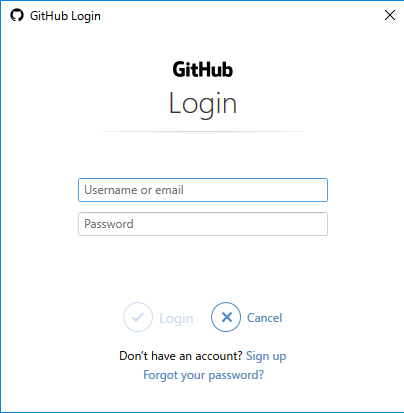 GitHub Login
GitHub
Login
Username or email
Password
Login Cancel
Don't have an account? Sign up
Forgot your password?